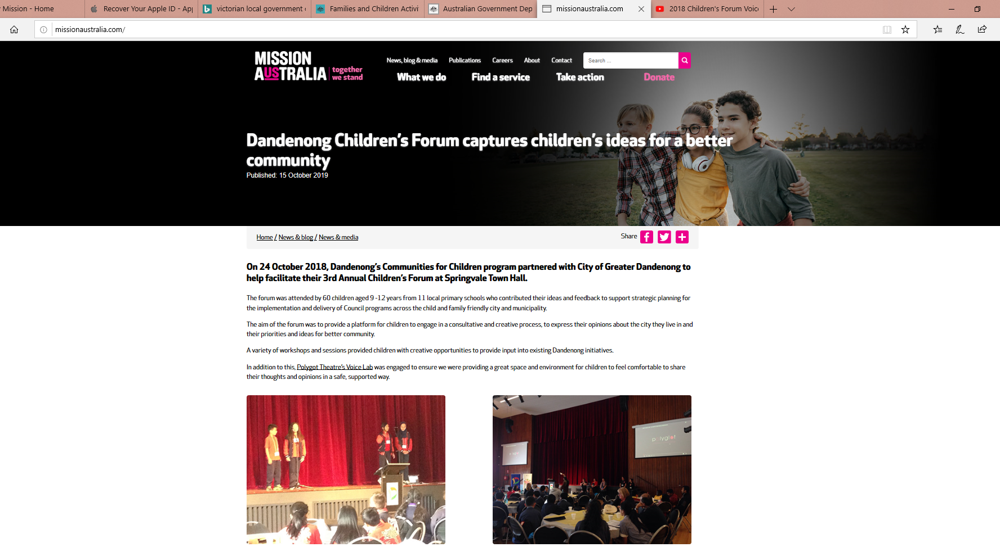 Mission - Home
Recover Your Apple ID - Ap
victorian local government
Families and Children Activi
Australian Government Dep
missionaustralia.com
2018 Children's Forum Voic
missionaustralia.com/
MISSION
AUSTRALIA
together
we stand
News, blog & media
Publications
Careers
About
Contact
Search ...
What we do
Find a service
Take action
Donate
Dandenong Children's Forum captures children's ideas for a better
community
Published: 15 October 2019
Home / News & blog / News & media
Share
On 24 October 2018, Dandenong's Communities for Children program partnered with City of Greater Dandenong to
help facilitate their 3rd Annual Children's Forum at Springvale Town Hall.
The forum was attended by 60 children aged 9 -12 years from 11 local primary schools who contributed their ideas and feedback to support strategic planning for
the implementation and delivery of Council programs across the child and family friendly city and municipality.
The aim of the forum was to provide a platform for children to engage in a consultative and creative process, to express their opinions about the city they live in and
their priorities and ideas for better community.
A variety of workshops and sessions provided children with creative opportunities to provide input into existing Dandenong initiatives.
In addition to this, Polygot Theatre's Voice Lab was engaged to ensure we were providing a great space and environment for children to feel comfortable to share
their thoughts and opinions in a safe, supported way.
polyglot